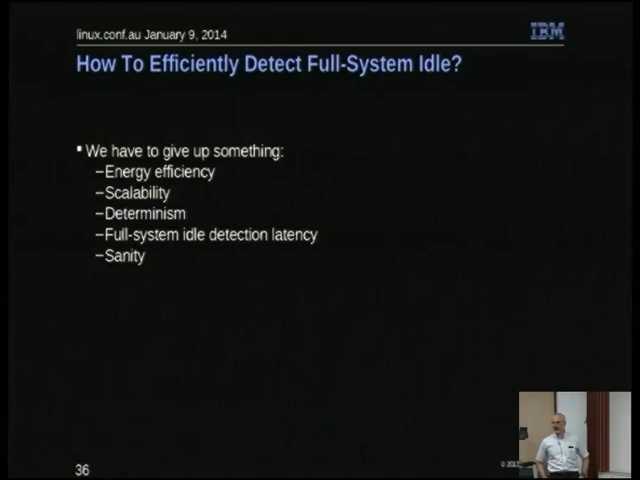 linux.conf.au January 9, 2014
IBM
How To Efficiently Detect Full-System Idle?
▪ We have to give up something:
–Energy efficiency
–Scalability
–Determinism
–Full-system idle detection latency
–Sanity
36
©